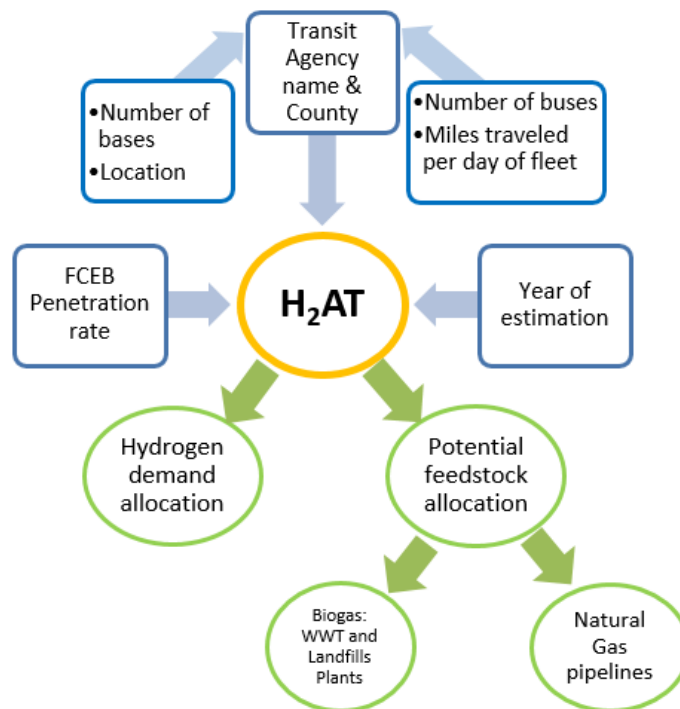 Transit
Agency
name &
County
•Number of
bases
•Location
•Number of buses
•Miles traveled
per day of fleet
FCEB
Penetration
rate
H₂AT
Year of
estimation
Hydrogen
demand
allocation
Potential
feedstock
allocation
Biogas:
WWT and
Landfills
Plants
Natural
Gas
pipelines